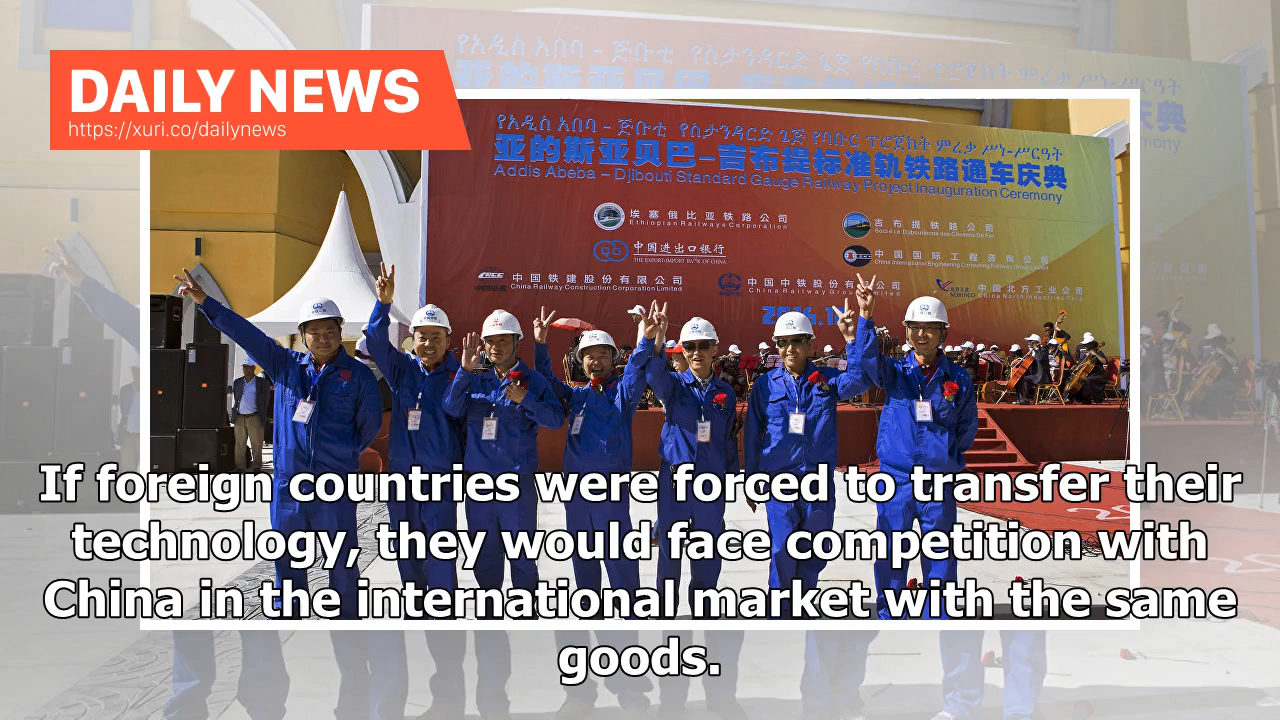 DAILY NEWS
https://xuri.co/dailynews
የአዲስ አበባ – ጅቡቲ የስታንዳርድ ጌጅ የባቡር ፕሮጀክት ምረቃ ሥነ-ሥርዓት
亚的斯亚贝巴–吉布提标准轨铁路通车庆典
Addis Abeba – Djibouti Standard Gauge Railway Project Inauguration Ceremony
埃塞俄比亚铁路公司
Ethiopian Railways Corporation
吉布提铁路公司
中国进出口银行
THE EXPORT-IMPORT BANK OF CHINA
中国国际工程咨询公司
中国铁建股份有限公司
China Railway Construction Corporation Limited
中国中铁股份有限公司
China Railway Group Limited
NORINCO
中国北方工业公司
China North Industries Corp.
If foreign countries were forced to transfer their
technology, they would face competition with
China in the international market with the same
goods.